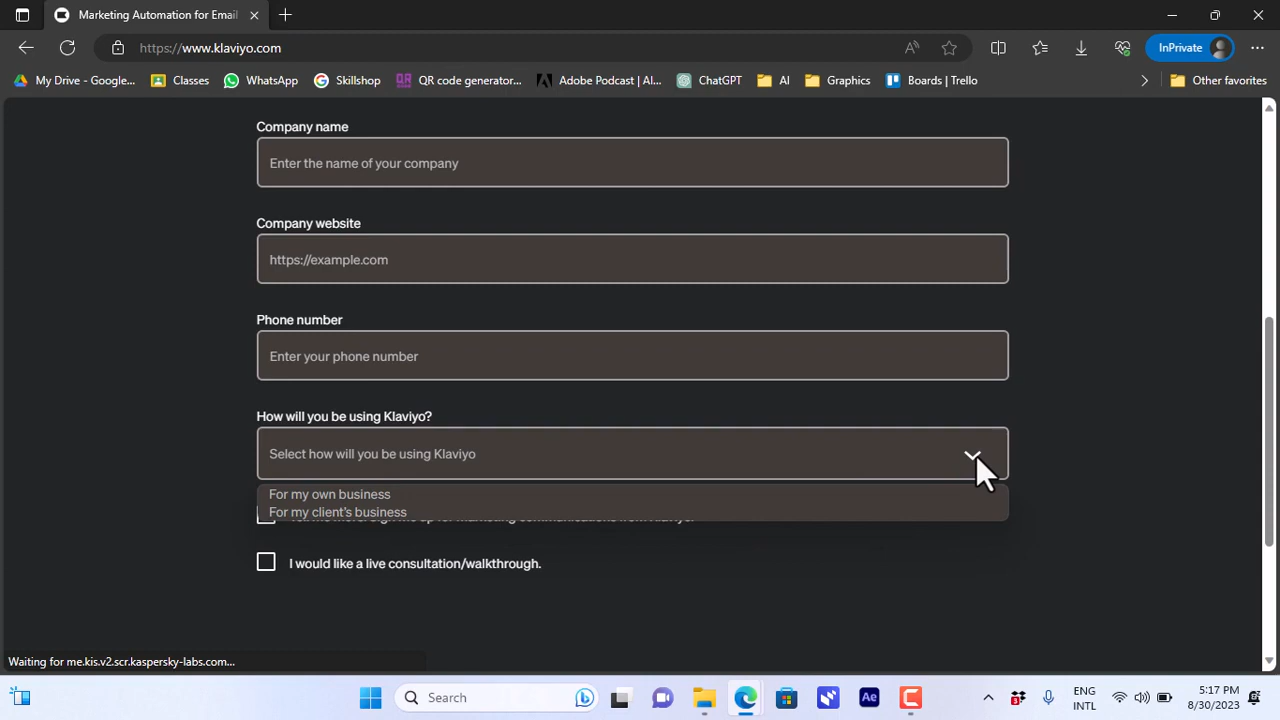 Marketing Automation for Email
https://www.klaviyo.com
InPrivate
My Drive - Google...
Classes
WhatsApp
Skillshop
QR code generator...
Adobe Podcast | AI...
ChatGPT
AI
Graphics
Boards | Trello
Other favorites
Company name
Enter the name of your company
Company website
https://example.com
Phone number
Enter your phone number
How will you be using Klaviyo?
Select how will you be using Klaviyo
For my own business
For my client's business
I would like a live consultation/walkthrough.
Waiting for me.kis.v2.scr.kaspersky-labs.com...
Search
Ae
ENG
INTL
5:17 PM
8/30/2023